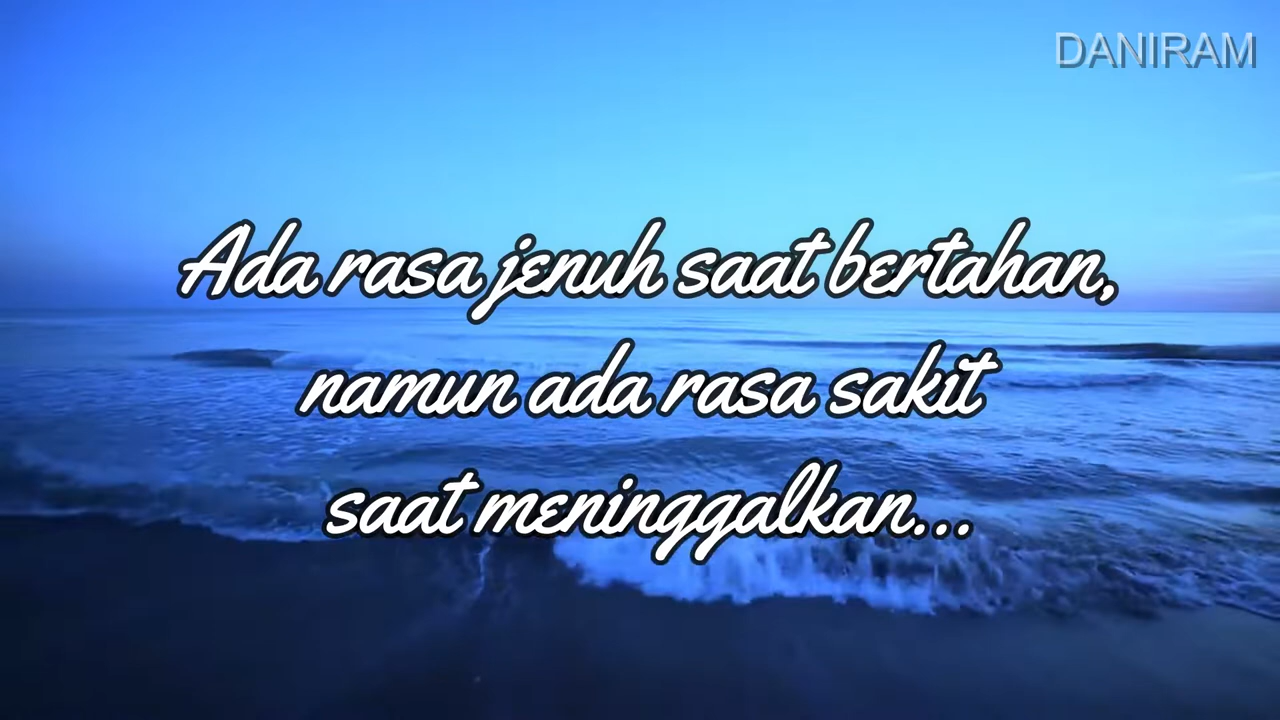 DANIRAM
Ada rasa jenuh saat bertahan,
namun ada rasa sakit
saat meninggalkan...